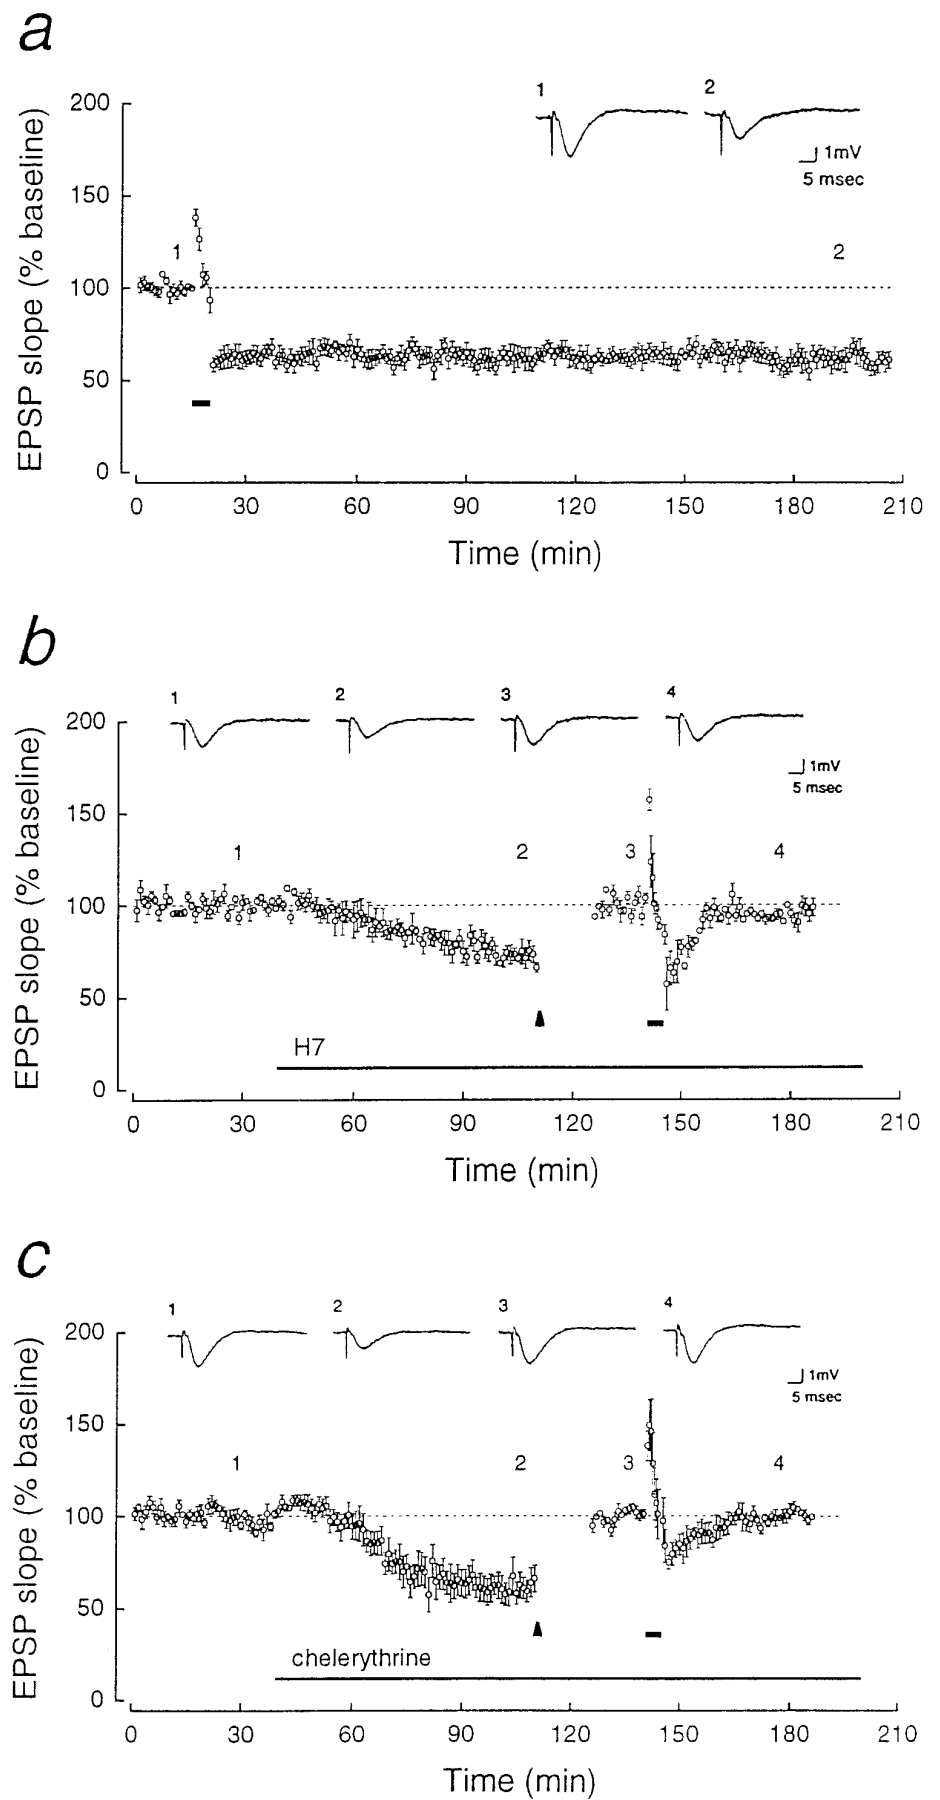 a
1 2
1mV
5 msec
EPSP slope (% baseline)
200
150
100
50
0
1 2
0 30 60 90 120 150 180 210
Time (min)
b
1 2 3 4
1mV
5 msec
EPSP slope (% baseline)
200
150
100
50
0
1 2 3 4
H7
0 30 60 90 120 150 180 210
Time (min)
c
1 2 3 4
1mV
5 msec
EPSP slope (% baseline)
200
150
100
50
0
1 2 3 4
chelerythrine
0 30 60 90 120 150 180 210
Time (min)